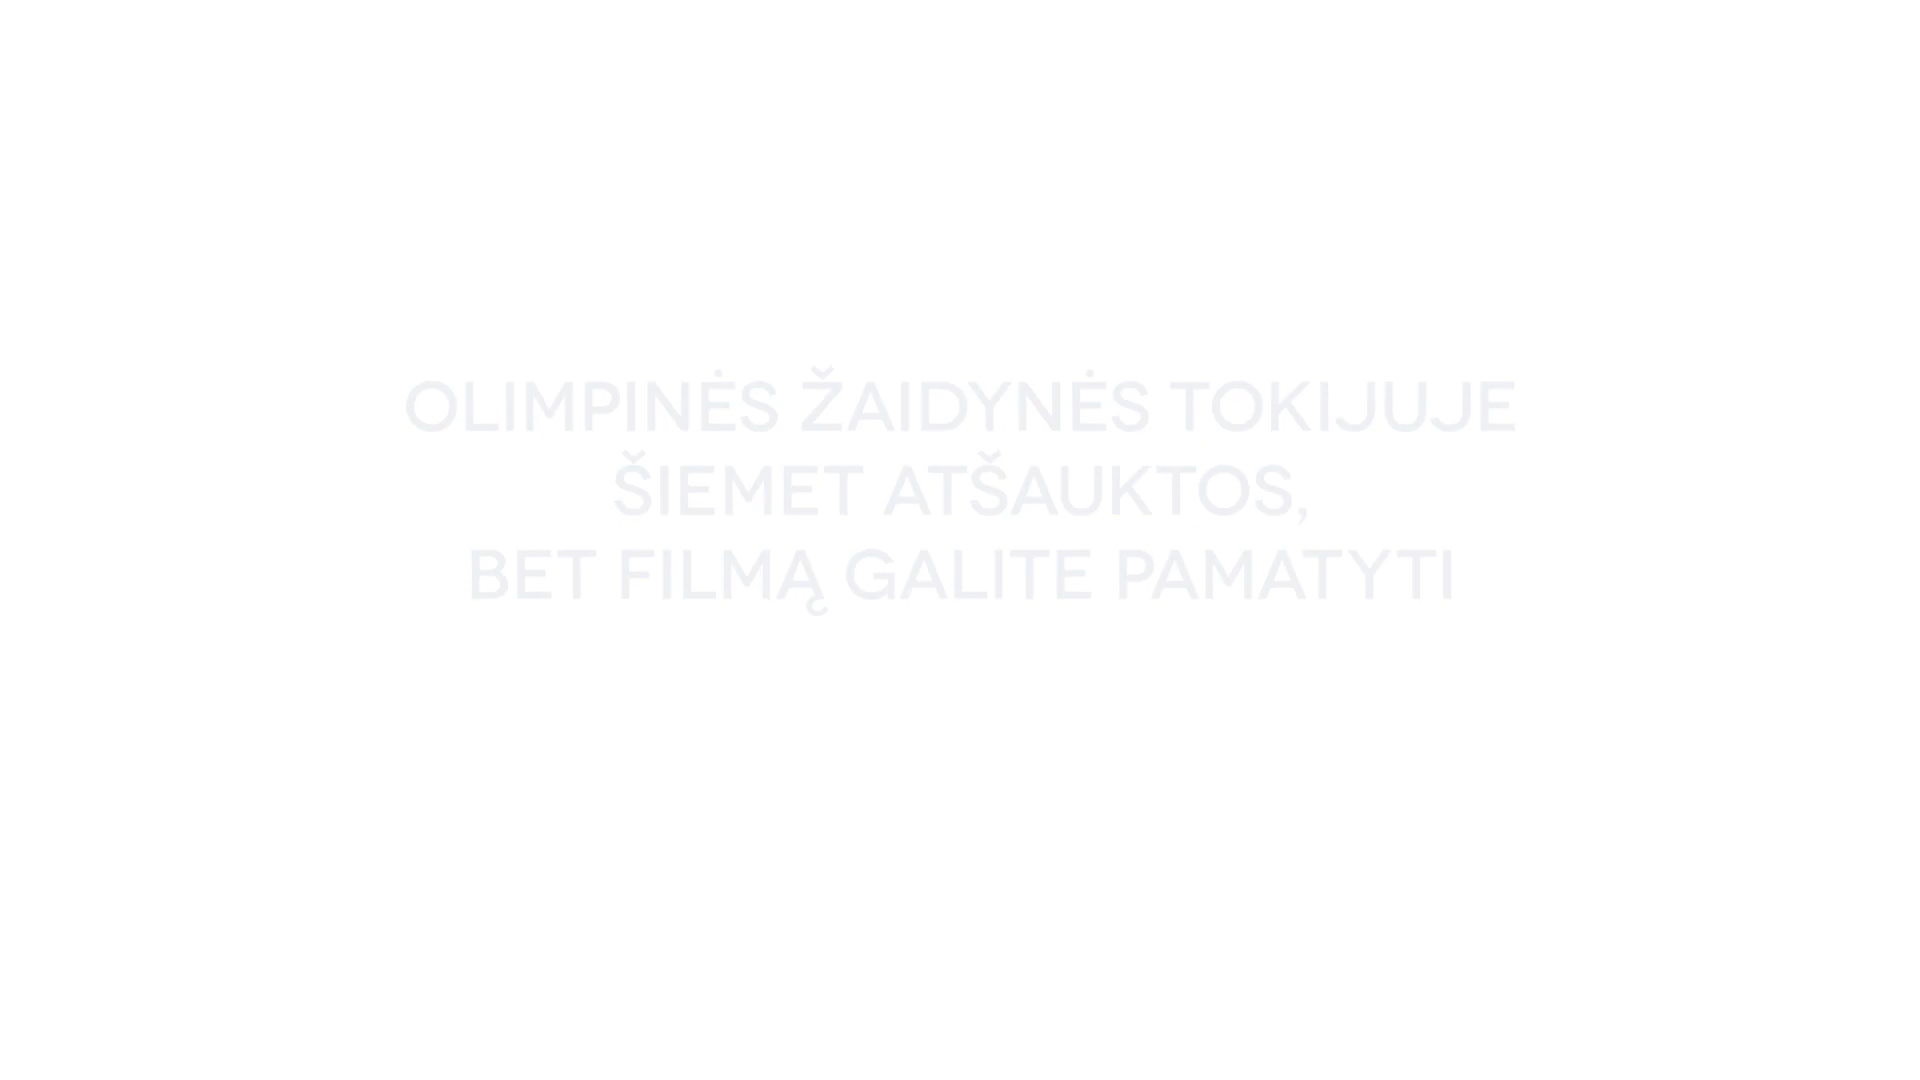 OLIMPINĖS ŽAIDYNĖS TOKIJUJE
ŠIEMET ATŠAUKTOS,
BET FILMĄ GALITE PAMATYTI